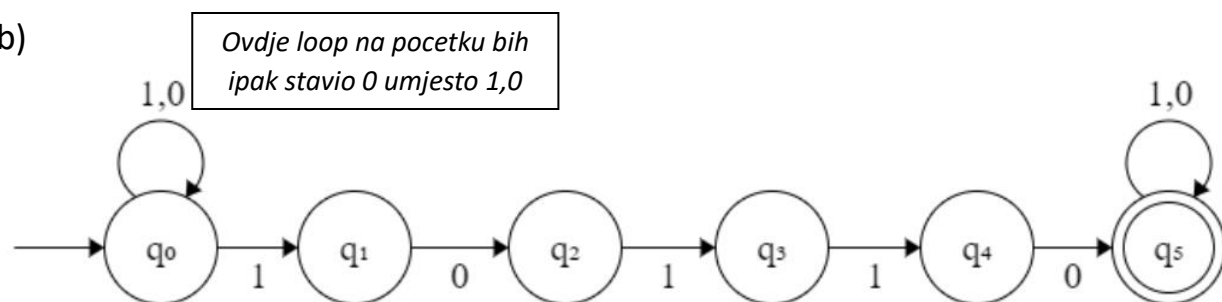 b)
Ovdje loop na pocetku bih
ipak stavio 0 umjesto 1,0
1,0
1,0
q₀
q₁
q₂
q₃
q₄
q₅
1
0
1
1
0